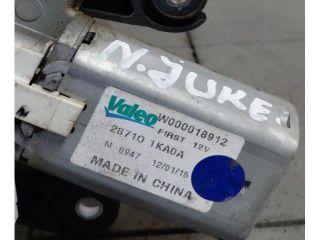 N. JUKE.
Valeo W000018912
FIRST 12V
28710 1KA0A
M 0947 12/01/16
MADE IN CHINA